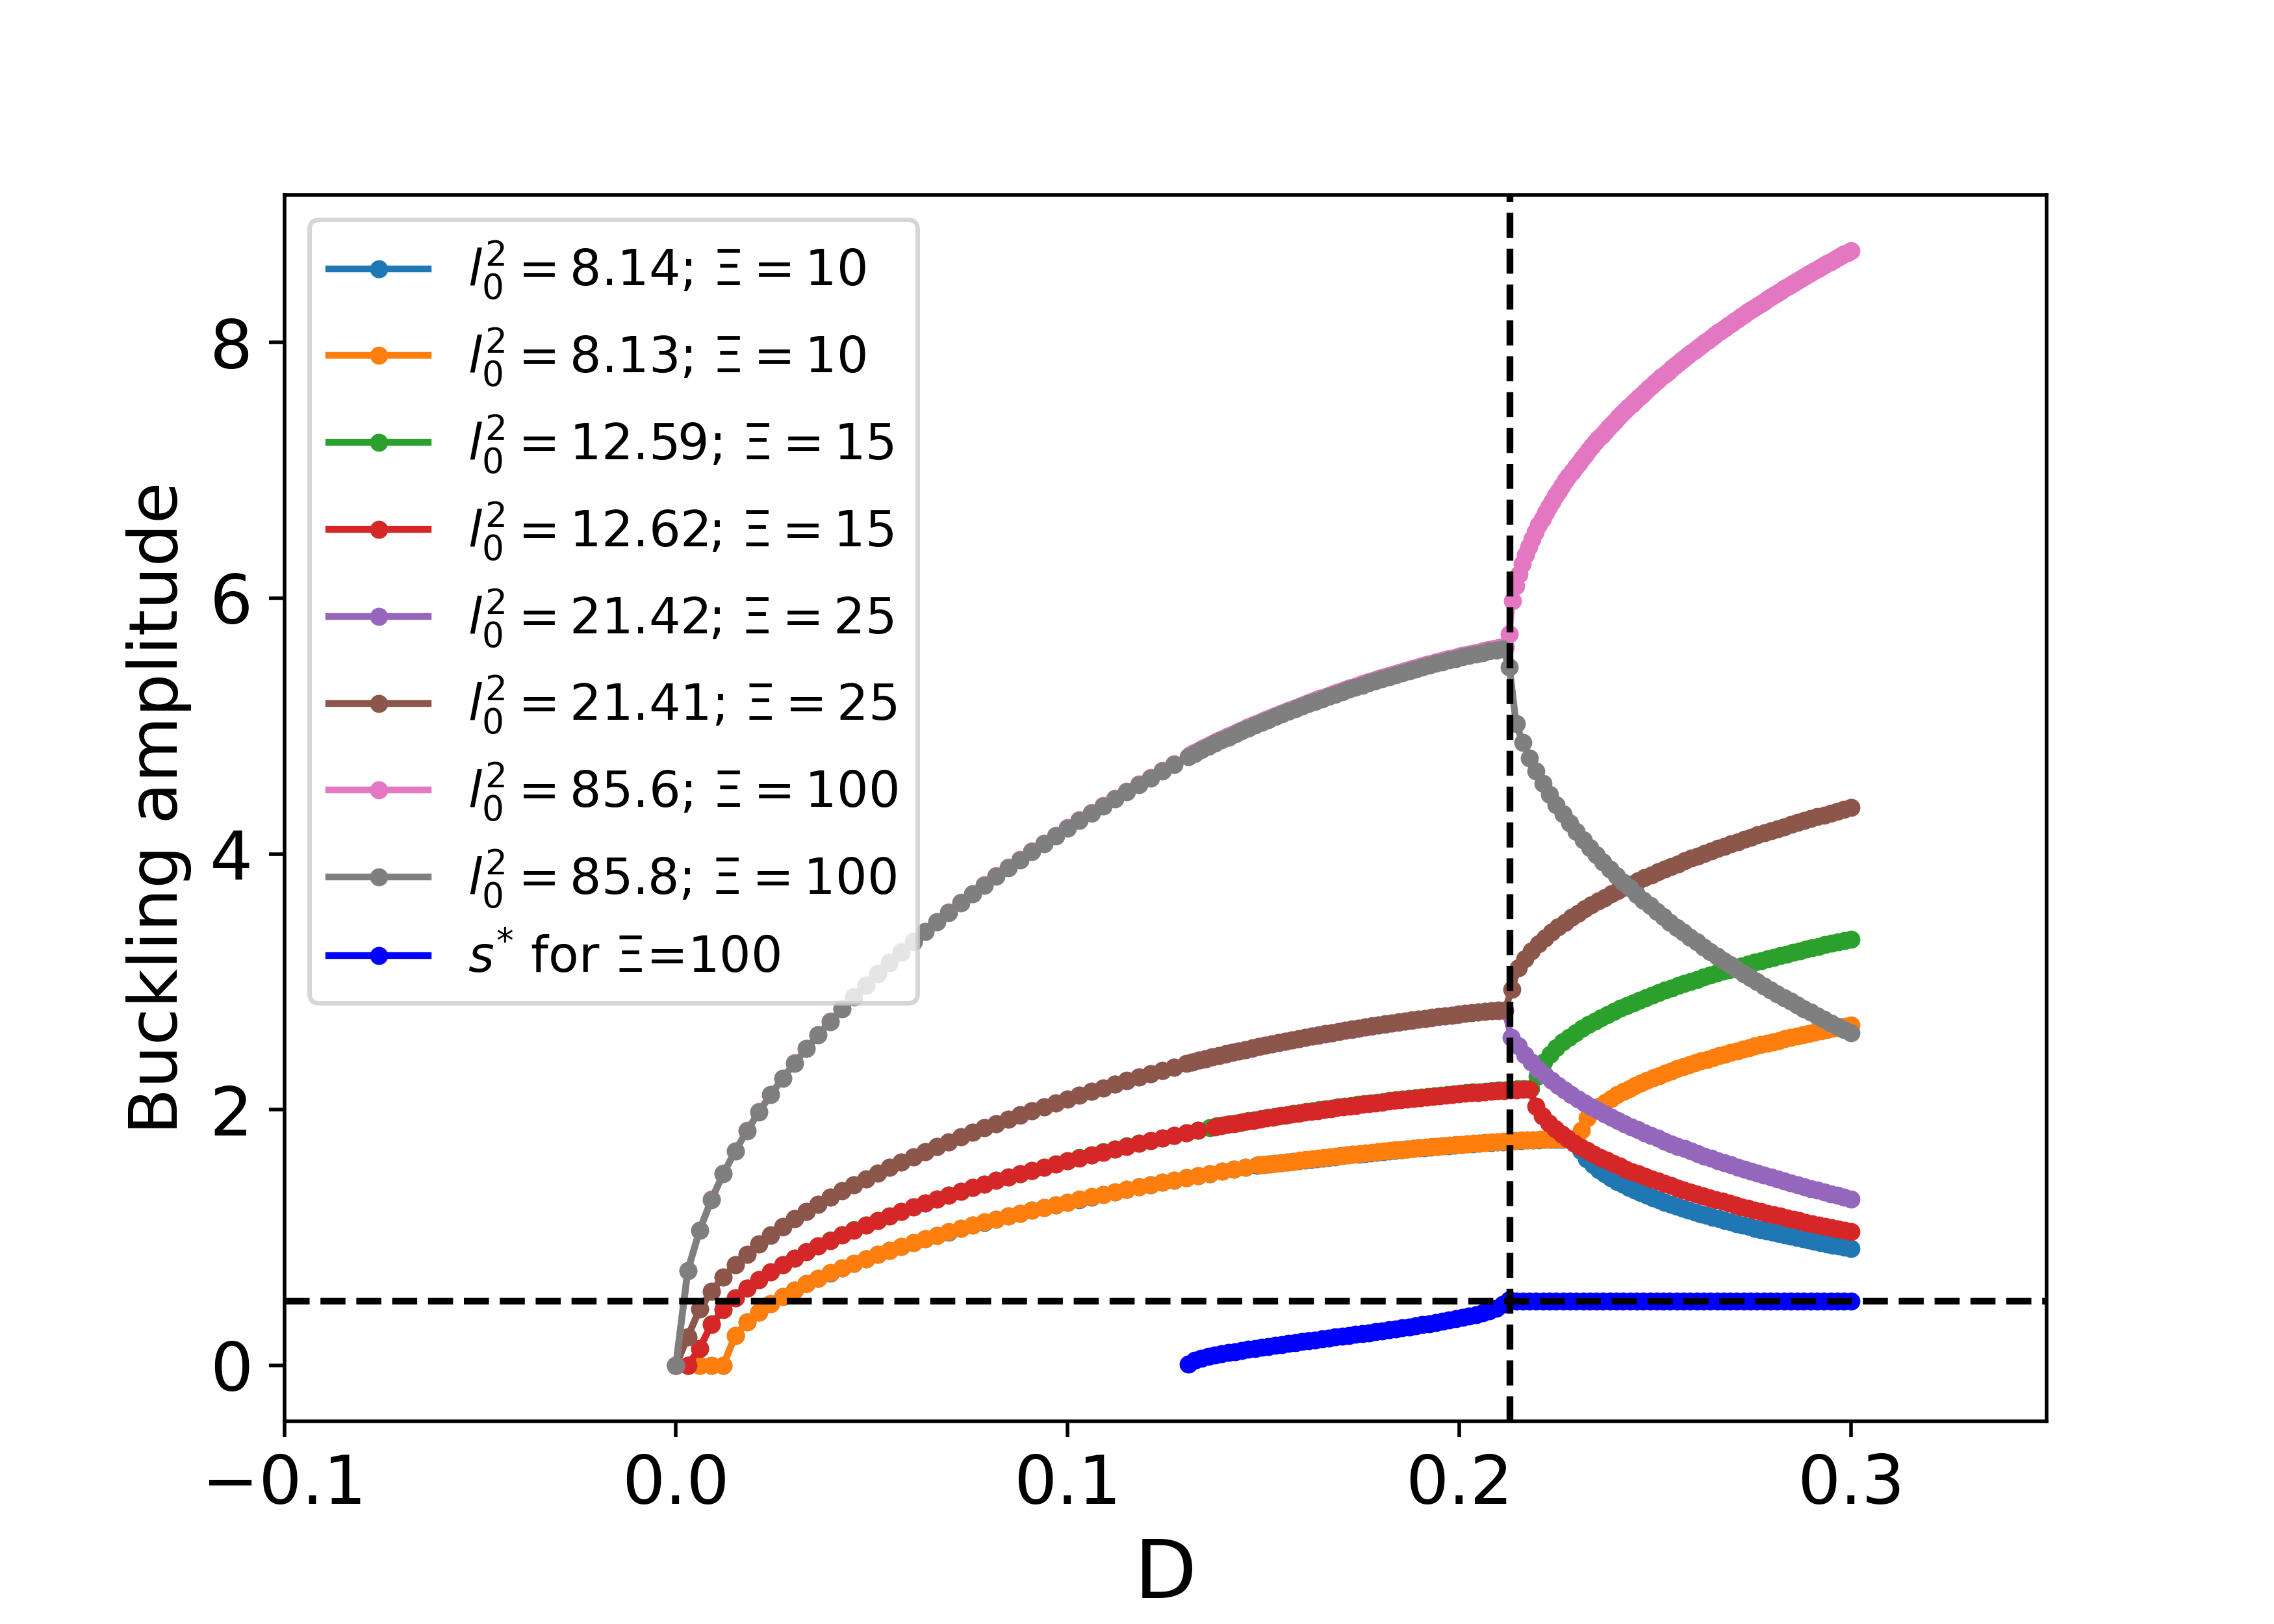 l₀² = 8.14; Ξ = 10
l₀² = 8.13; Ξ = 10
l₀² = 12.59; Ξ = 15
l₀² = 12.62; Ξ = 15
l₀² = 21.42; Ξ = 25
l₀² = 21.41; Ξ = 25
l₀² = 85.6; Ξ = 100
l₀² = 85.8; Ξ = 100
s* for Ξ=100
Buckling amplitude
8
6
4
2
0
−0.1 0.0 0.1 0.2 0.3
D